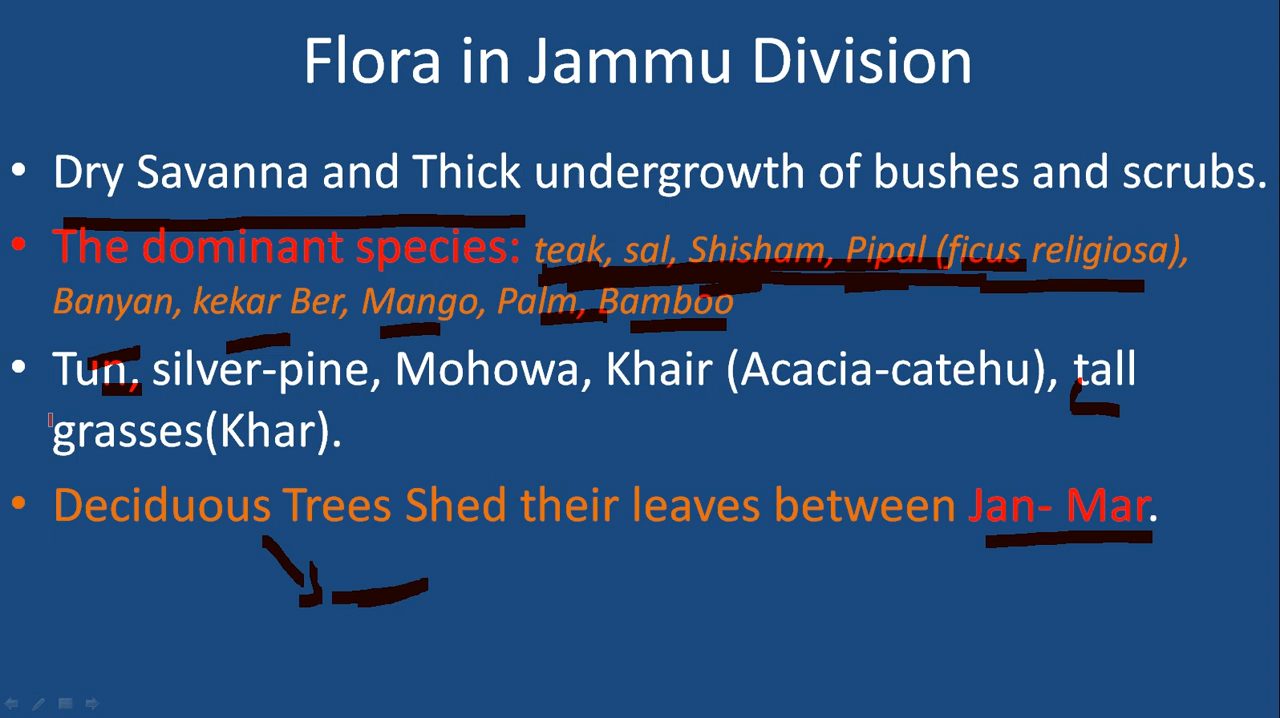 Flora in Jammu Division
• Dry Savanna and Thick undergrowth of bushes and scrubs.
• The dominant species: teak, sal, Shisham, Pipal (ficus religiosa),
Banyan, kekar Ber, Mango, Palm, Bamboo
• Tun, silver-pine, Mohowa, Khair (Acacia-catehu), tall
grasses(Khar).
• Deciduous Trees Shed their leaves between Jan- Mar.